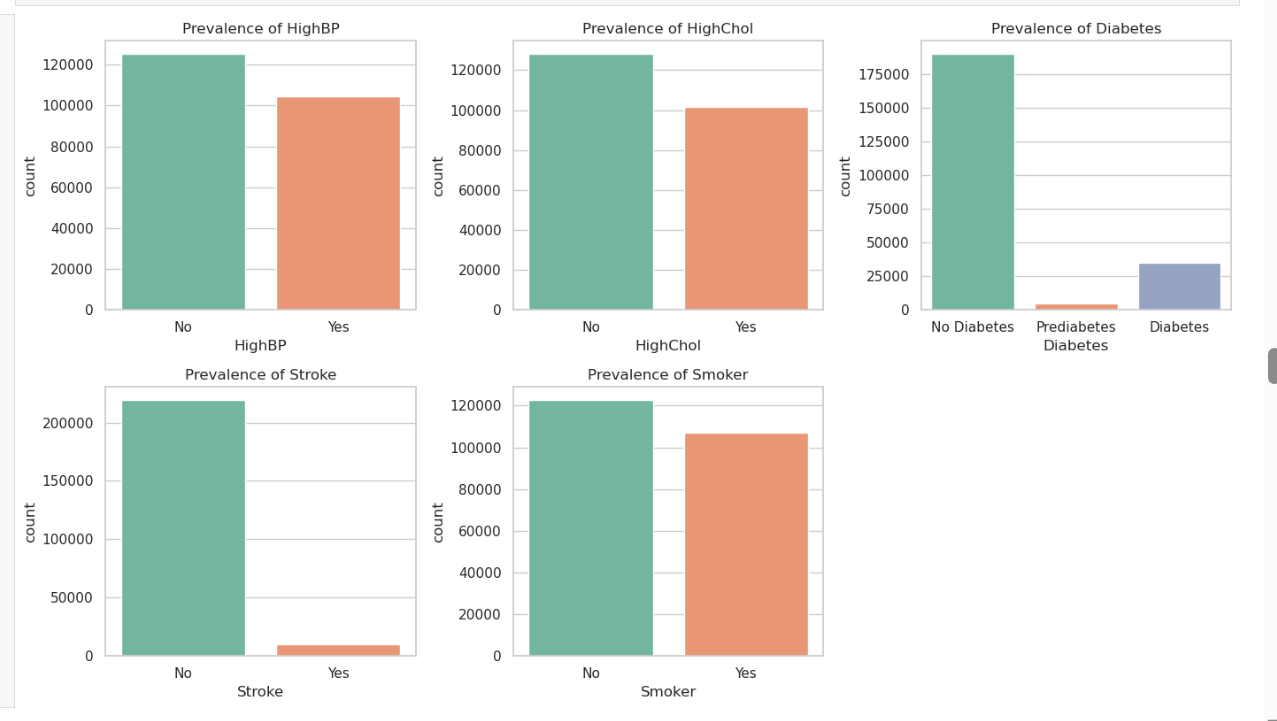 Prevalence of HighBP
120000
100000
80000
60000
40000
20000
0
count
No Yes
HighBP
Prevalence of HighChol
120000
100000
80000
60000
40000
20000
0
count
No Yes
HighChol
Prevalence of Diabetes
175000
150000
125000
100000
75000
50000
25000
0
count
No Diabetes Prediabetes Diabetes
Diabetes
Prevalence of Stroke
200000
150000
100000
50000
0
count
No Yes
Stroke
Prevalence of Smoker
120000
100000
80000
60000
40000
20000
0
count
No Yes
Smoker